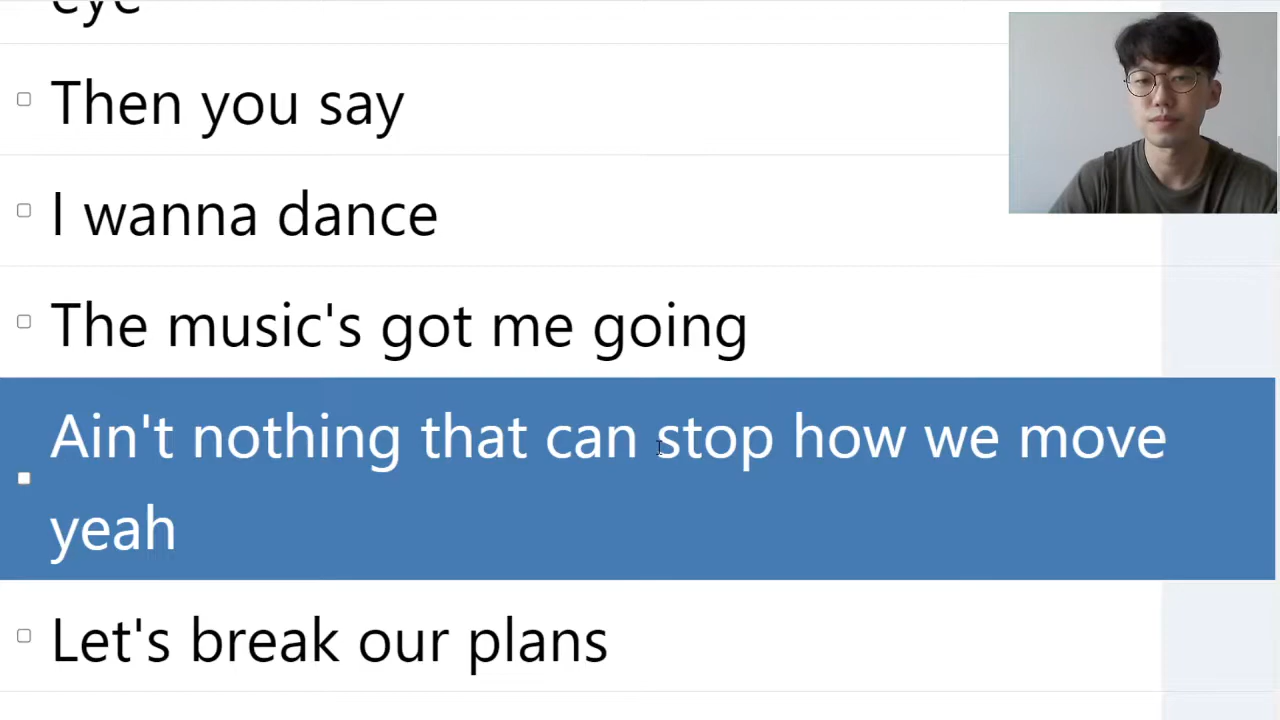 eye
Then you say
I wanna dance
The music's got me going
Ain't nothing that can stop how we move
yeah
Let's break our plans